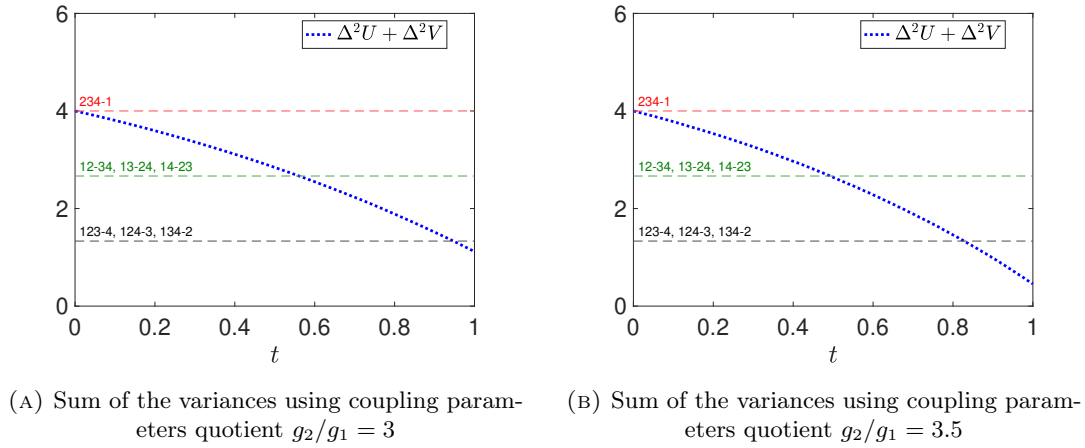 6
4
2
0
Δ²U + Δ²V
234-1
12-34, 13-24, 14-23
123-4, 124-3, 134-2
0 0.2 0.4 0.6 0.8 1
t
(A) Sum of the variances using coupling param-
eters quotient g₂/g₁ = 3
6
4
2
0
Δ²U + Δ²V
234-1
12-34, 13-24, 14-23
123-4, 124-3, 134-2
0 0.2 0.4 0.6 0.8 1
t
(B) Sum of the variances using coupling param-
eters quotient g₂/g₁ = 3.5